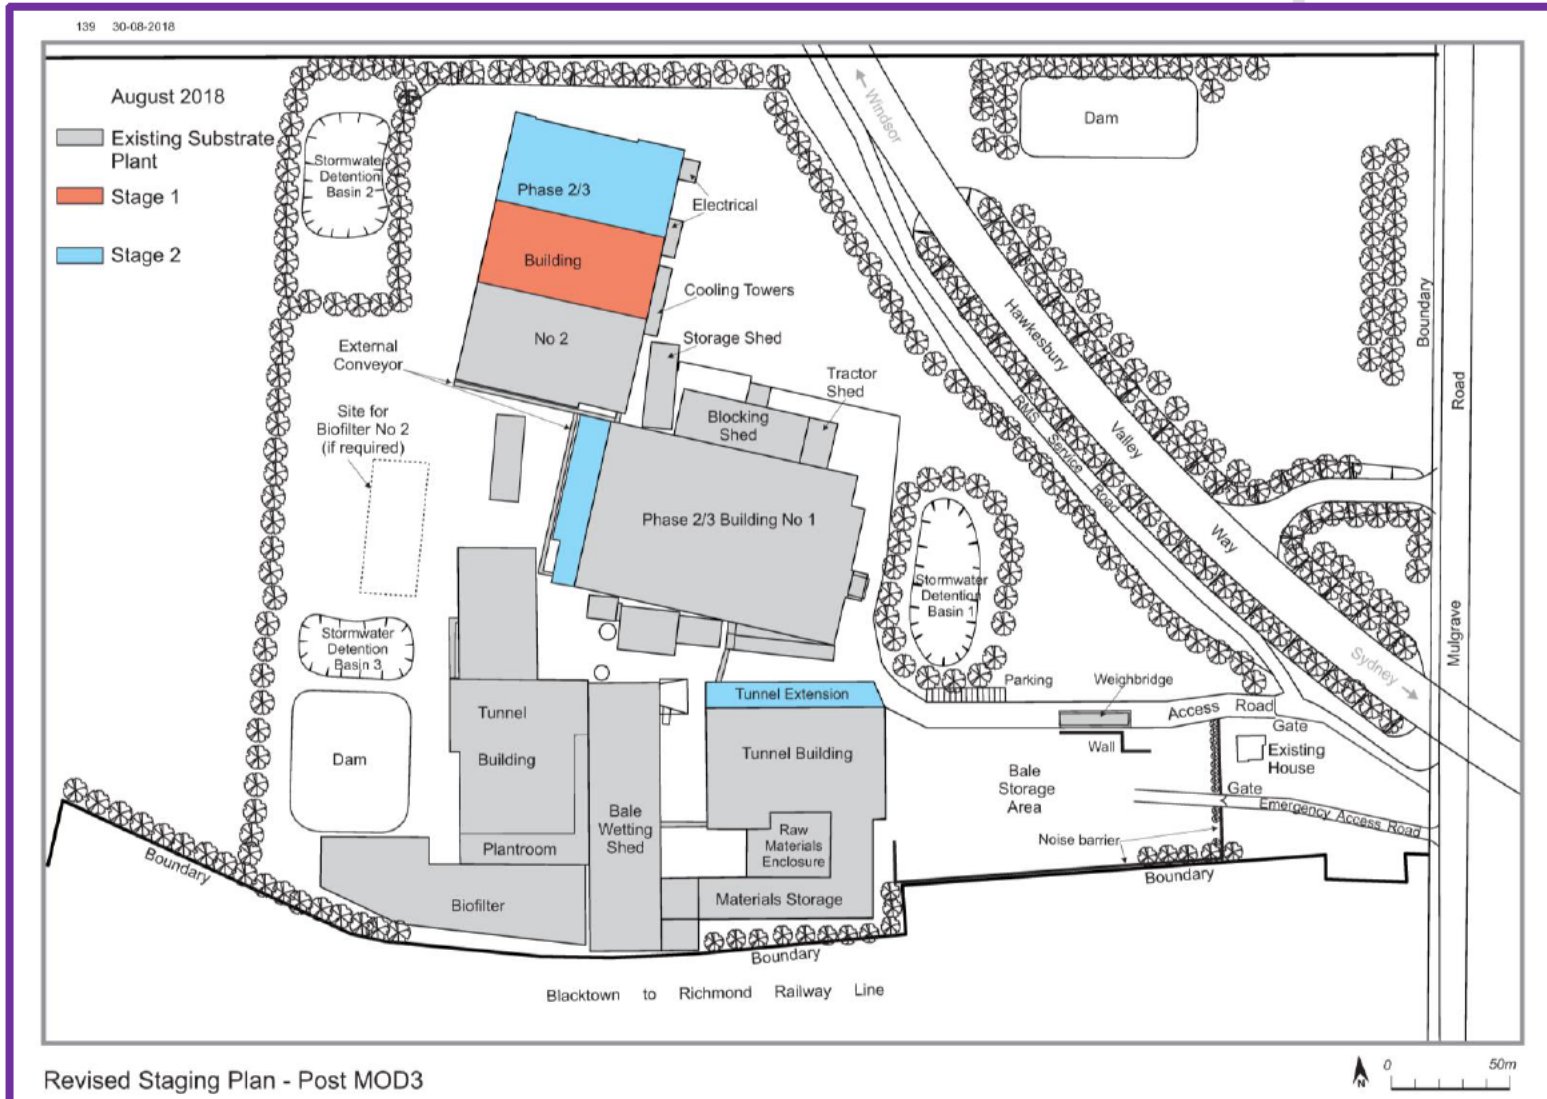 139 30-08-2018
August 2018
Existing Substrate
Plant
Stage 1
Stage 2
Stormwater
Detention
Basin 2
Phase 2/3
Building
No 2
Electrical
Cooling Towers
Storage Shed
External
Conveyor
Tractor
Shed
Blocking
Shed
Site for
Biofilter No 2
(if required)
Phase 2/3 Building No 1
Windsor
Dam
Hawkesbury
Valley
Way
RMS Service Road
Sydney
Boundary
Road
Mulgrave
Stormwater
Detention
Basin 1
Stormwater
Detention
Basin 3
Parking
Weighbridge
Access Road
Gate
Wall
Existing
House
Gate
Emergency Access Road
Bale
Storage
Area
Noise barrier
Boundary
Tunnel Extension
Tunnel Building
Tunnel
Building
Dam
Bale
Wetting
Shed
Raw
Materials
Enclosure
Plantroom
Materials Storage
Biofilter
Boundary
Boundary
Blacktown to Richmond Railway Line
Revised Staging Plan - Post MOD3
N
0 50m